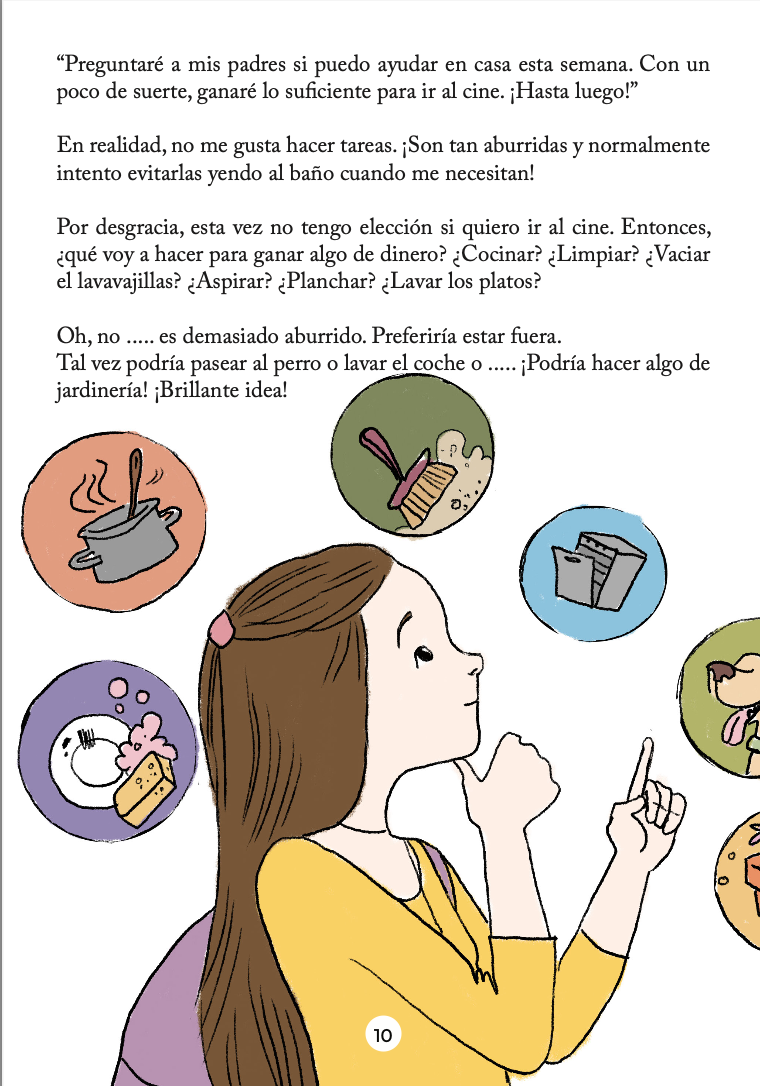 “Preguntaré a mis padres si puedo ayudar en casa esta semana. Con un
poco de suerte, ganaré lo suficiente para ir al cine. ¡Hasta luego!”
En realidad, no me gusta hacer tareas. ¡Son tan aburridas y normalmente
intento evitarlas yendo al baño cuando me necesitan!
Por desgracia, esta vez no tengo elección si quiero ir al cine. Entonces,
¿qué voy a hacer para ganar algo de dinero? ¿Cocinar? ¿Limpiar? ¿Vaciar
el lavavajillas? ¿Aspirar? ¿Planchar? ¿Lavar los platos?
Oh, no ..... es demasiado aburrido. Preferiría estar fuera.
Tal vez podría pasear al perro o lavar el coche o ..... ¡Podría hacer algo de
jardinería! ¡Brillante idea!
10